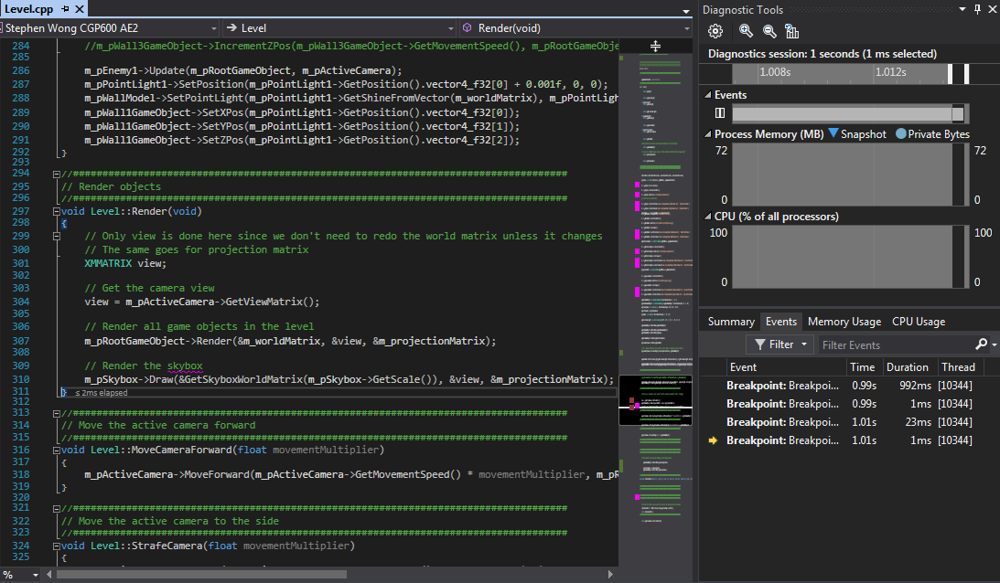 Level.cpp
Stephen Wong CGP600 AE2
Level
Render(void)
284 //m_pWall3GameObject->IncrementZPos(m_pWall3GameObject->GetMovementSpeed(), m_pRootGameObje
285
286 m_pEnemy1->Update(m_pRootGameObject, m_pActiveCamera);
287 m_pPointLight1->SetPosition(m_pPointLight1->GetPosition().vector4_f32[0] + 0.001f, 0, 0);
288 m_pWallModel->SetPointLight(m_pPointLight1->GetShineFromVector(m_worldMatrix), m_pPointLigh
289 m_pWall1GameObject->SetXPos(m_pPointLight1->GetPosition().vector4_f32[0]);
290 m_pWall1GameObject->SetYPos(m_pPointLight1->GetPosition().vector4_f32[1]);
291 m_pWall1GameObject->SetZPos(m_pPointLight1->GetPosition().vector4_f32[2]);
292 }
293
294 //####################################################################################
295 // Render objects
296 //####################################################################################
297 void Level::Render(void)
298 {
299 // Only view is done here since we don't need to redo the world matrix unless it changes
300 // The same goes for projection matrix
301 XMMATRIX view;
302
303 // Get the camera view
304 view = m_pActiveCamera->GetViewMatrix();
305
306 // Render all game objects in the level
307 m_pRootGameObject->Render(&m_worldMatrix, &view, &m_projectionMatrix);
308
309 // Render the skybox
310 m_pSkybox->Draw(&GetSkyboxWorldMatrix(m_pSkybox->GetScale()), &view, &m_projectionMatrix);
311 } s 2ms elapsed
312
313 //####################################################################################
314 // Move the active camera forward
315 //####################################################################################
316 void Level::MoveCameraForward(float movementMultiplier)
317 {
318 m_pActiveCamera->MoveForward(m_pActiveCamera->GetMovementSpeed() * movementMultiplier, m_pR
319 }
320
321 //####################################################################################
322 // Move the active camera to the side
323 //####################################################################################
324 void Level::StrafeCamera(float movementMultiplier)
325 {
%
Diagnostic Tools
Diagnostics session: 1 seconds (1 ms selected)
1.008s 1.012s
Events
Process Memory (MB) Snapshot Private Bytes
72 72
0 0
CPU (% of all processors)
100 100
0 0
Summary Events Memory Usage CPU Usage
Filter Filter Events
Event Time Duration Thread
Breakpoint: Breakpoi... 0.99s 992ms [10344]
Breakpoint: Breakpoi... 0.99s 1ms [10344]
Breakpoint: Breakpoi... 1.01s 23ms [10344]
Breakpoint: Breakpoi... 1.01s 1ms [10344]